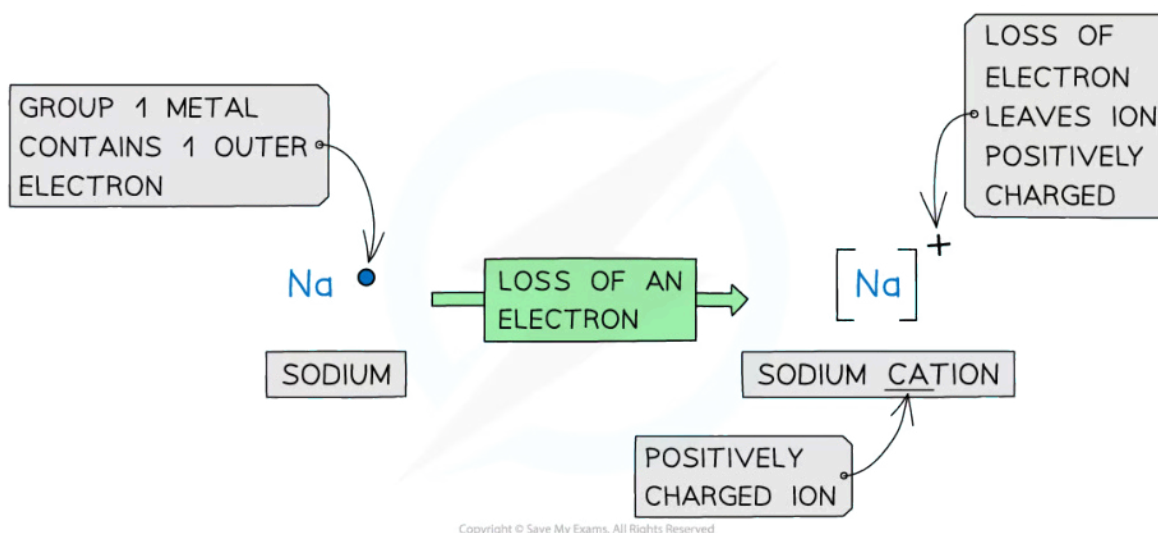 GROUP 1 METAL
CONTAINS 1 OUTER
ELECTRON
LOSS OF
ELECTRON
LEAVES ION
POSITIVELY
CHARGED
Na
LOSS OF AN
ELECTRON
[Na]+
SODIUM
SODIUM CATION
POSITIVELY
CHARGED ION
Copyright © Save My Exams. All Rights Reserved